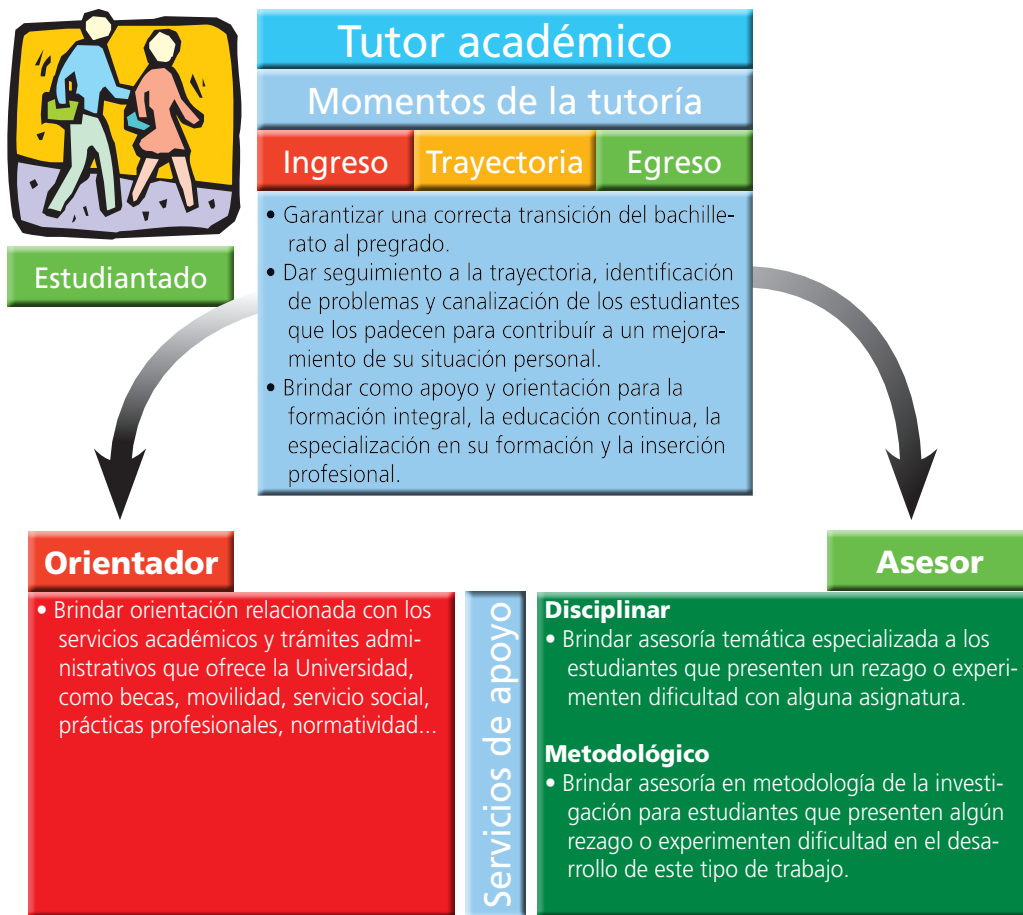 Tutor académico
Momentos de la tutoría
Ingreso
Trayectoria
Egreso
Estudiantado
• Garantizar una correcta transición del bachille-
rato al pregrado.
• Dar seguimiento a la trayectoria, identificación
de problemas y canalización de los estudiantes
que los padecen para contribuír a un mejora-
miento de su situación personal.
• Brindar como apoyo y orientación para la
formación integral, la educación continua, la
especialización en su formación y la inserción
profesional.
Orientador
• Brindar orientación relacionada con los
servicios académicos y trámites admi-
nistrativos que ofrece la Universidad,
como becas, movilidad, servicio social,
prácticas profesionales, normatividad...
Servicios de apoyo
Asesor
Disciplinar
• Brindar asesoría temática especializada a los
estudiantes que presenten un rezago o experi-
menten dificultad con alguna asignatura.
Metodológico
• Brindar asesoría en metodología de la investi-
gación para estudiantes que presenten algún
rezago o experimenten dificultad en el desa-
rrollo de este tipo de trabajo.